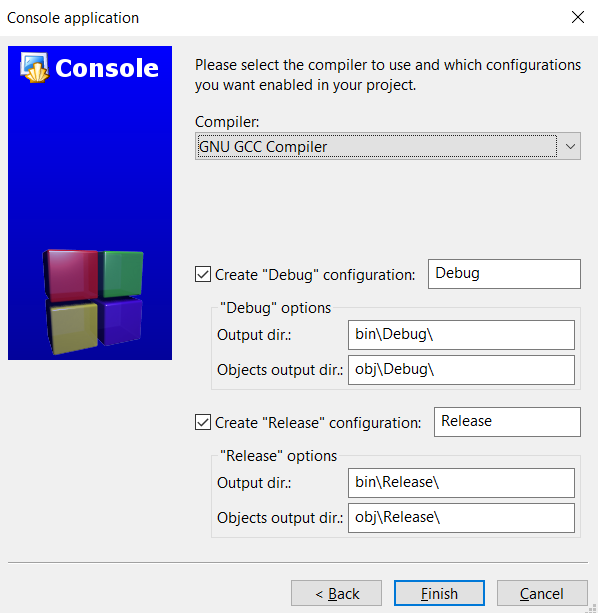 Console application
Console
Please select the compiler to use and which configurations
you want enabled in your project.
Compiler:
GNU GCC Compiler
Create "Debug" configuration: Debug
"Debug" options
Output dir.: bin\Debug\
Objects output dir.: obj\Debug\
Create "Release" configuration: Release
"Release" options
Output dir.: bin\Release\
Objects output dir.: obj\Release\
< Back Finish Cancel